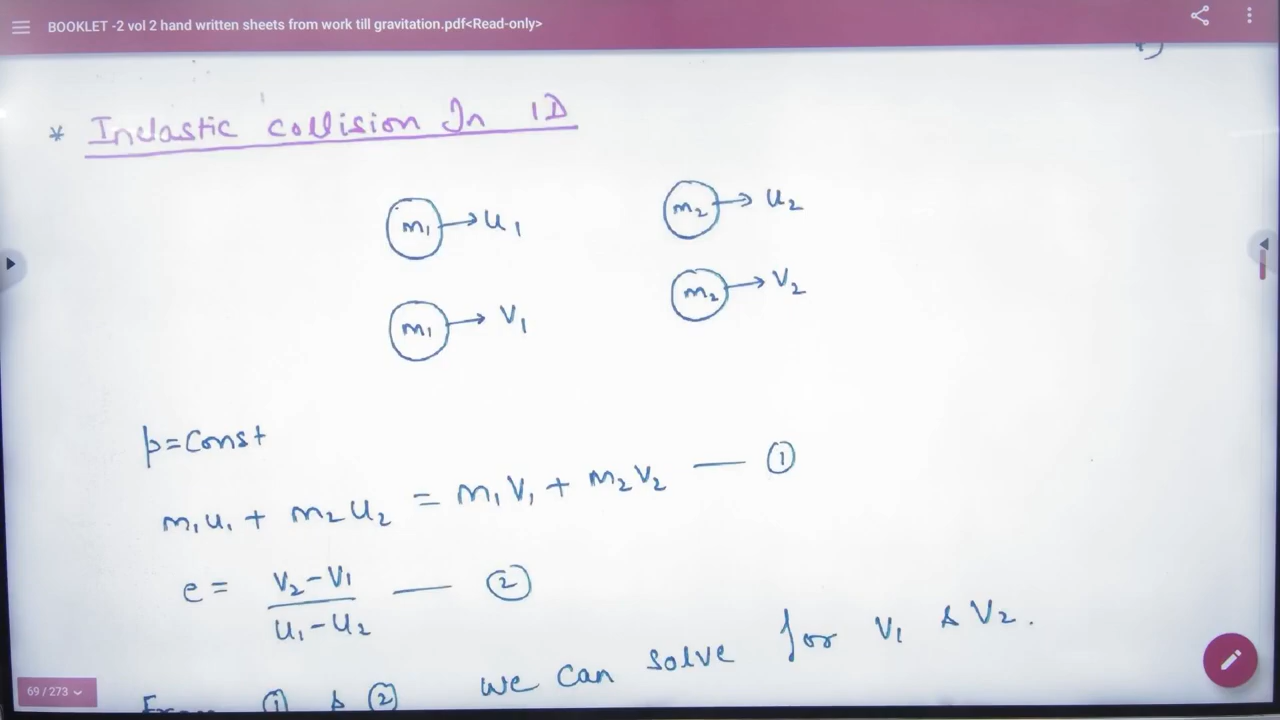 BOOKLET -2 vol 2 hand written sheets from work till gravitation.pdf<Read-only>
* Inelastic collision In 1D
m₁ → u₁ m₂ → u₂
m₁ → V₁ m₂ → V₂
p = Const
m₁u₁ + m₂u₂ = m₁V₁ + m₂V₂ — ①
e = (V₂ - V₁) / (u₁ - u₂) — ②
From ① & ② we can solve for V₁ & V₂.
69 / 273